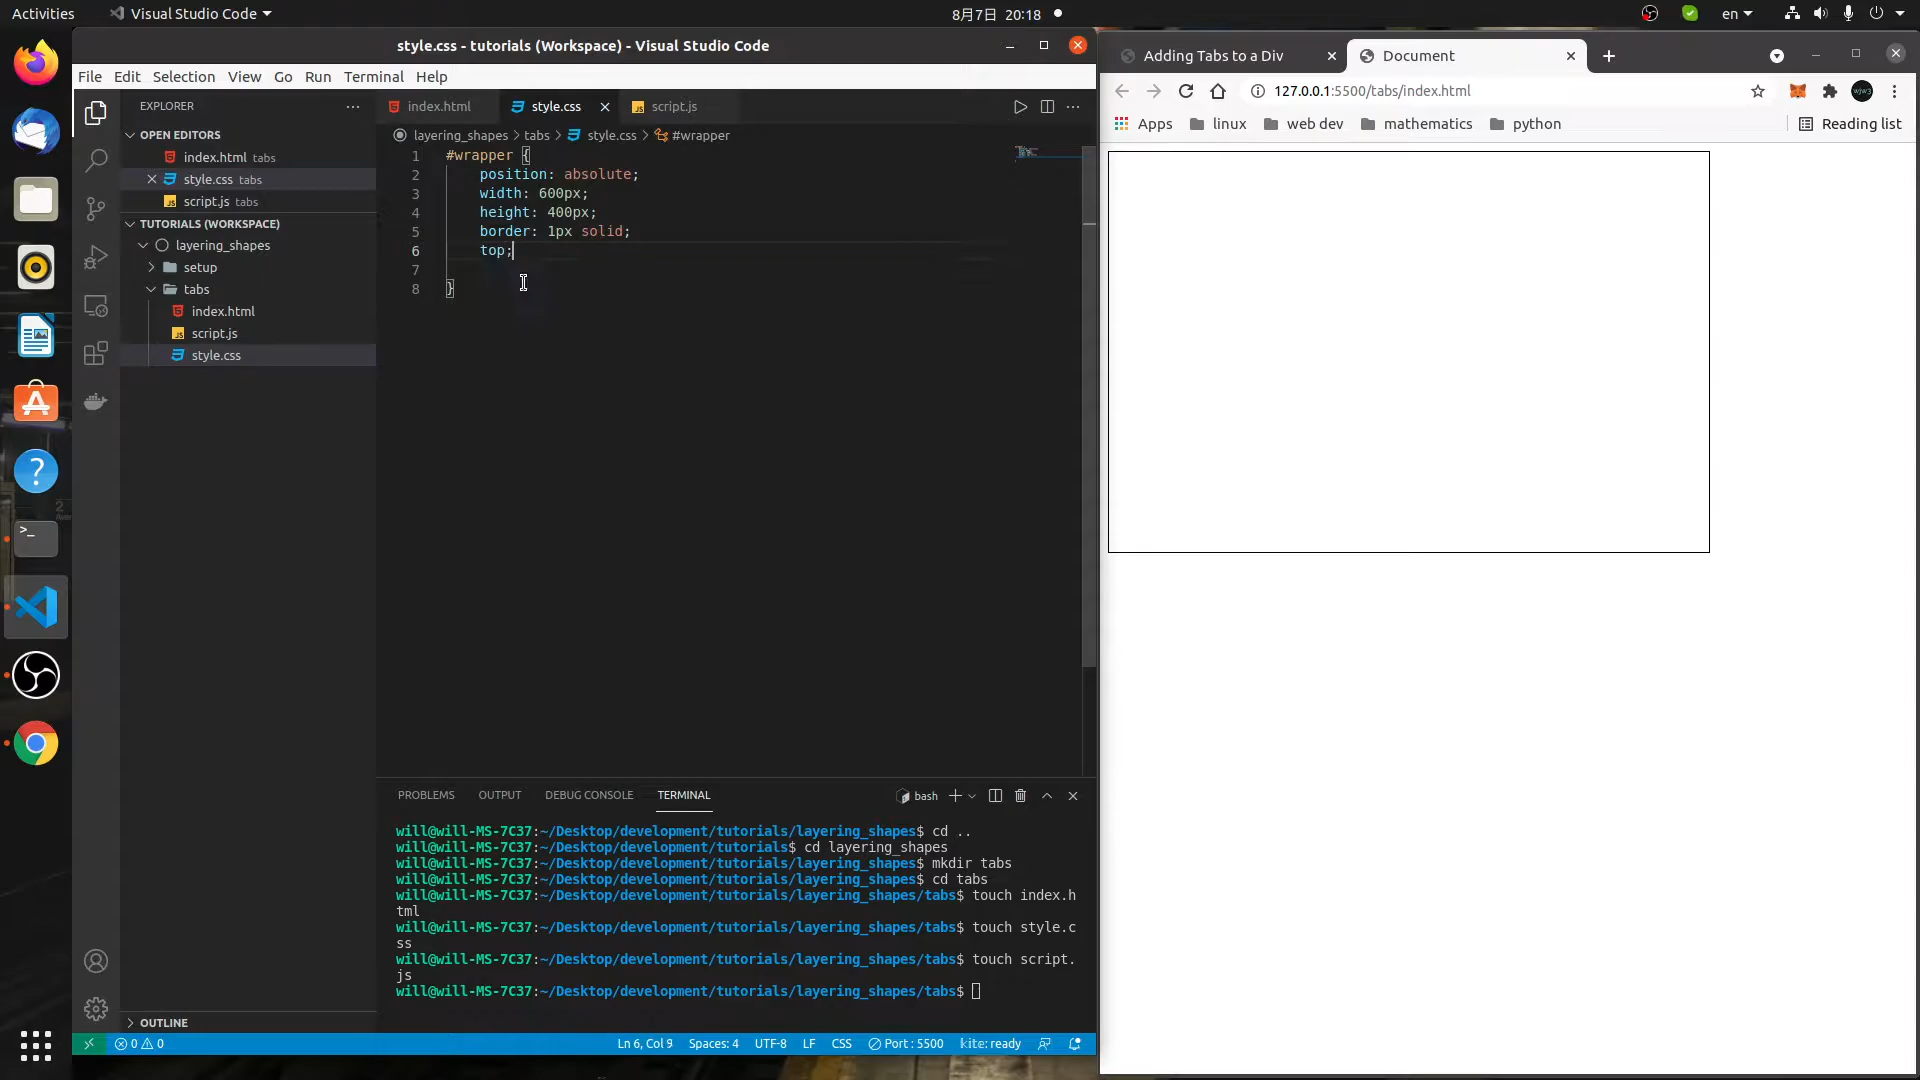 Activities
Visual Studio Code
8月7日 20:18
en
style.css - tutorials (Workspace) - Visual Studio Code
File Edit Selection View Go Run Terminal Help
EXPLORER
OPEN EDITORS
index.html tabs
style.css tabs
script.js tabs
TUTORIALS (WORKSPACE)
layering_shapes
setup
tabs
index.html
script.js
style.css
OUTLINE
index.html
style.css
script.js
layering_shapes > tabs > style.css > #wrapper
1 #wrapper {
2 position: absolute;
3 width: 600px;
4 height: 400px;
5 border: 1px solid;
6 top;
7
8 }
PROBLEMS OUTPUT DEBUG CONSOLE TERMINAL
bash
will@will-MS-7C37:~/Desktop/development/tutorials/layering_shapes$ cd ..
will@will-MS-7C37:~/Desktop/development/tutorials$ cd layering_shapes
will@will-MS-7C37:~/Desktop/development/tutorials/layering_shapes$ mkdir tabs
will@will-MS-7C37:~/Desktop/development/tutorials/layering_shapes$ cd tabs
will@will-MS-7C37:~/Desktop/development/tutorials/layering_shapes/tabs$ touch index.h
tml
will@will-MS-7C37:~/Desktop/development/tutorials/layering_shapes/tabs$ touch style.c
ss
will@will-MS-7C37:~/Desktop/development/tutorials/layering_shapes/tabs$ touch script.
js
will@will-MS-7C37:~/Desktop/development/tutorials/layering_shapes/tabs$
0 0
Ln 6, Col 9 Spaces: 4 UTF-8 LF CSS Port : 5500 kite: ready
Adding Tabs to a Div
Document
127.0.0.1:5500/tabs/index.html
Apps linux web dev mathematics python
Reading list